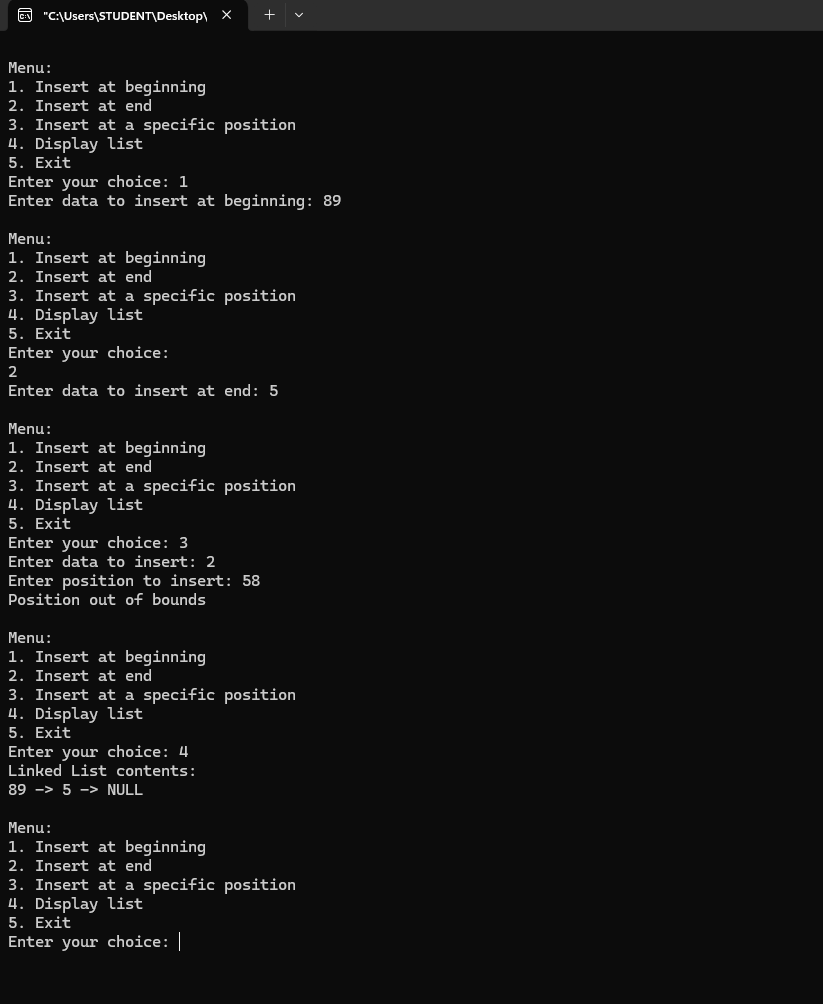 "C:\Users\STUDENT\Desktop\
Menu:
1. Insert at beginning
2. Insert at end
3. Insert at a specific position
4. Display list
5. Exit
Enter your choice: 1
Enter data to insert at beginning: 89
Menu:
1. Insert at beginning
2. Insert at end
3. Insert at a specific position
4. Display list
5. Exit
Enter your choice:
2
Enter data to insert at end: 5
Menu:
1. Insert at beginning
2. Insert at end
3. Insert at a specific position
4. Display list
5. Exit
Enter your choice: 3
Enter data to insert: 2
Enter position to insert: 58
Position out of bounds
Menu:
1. Insert at beginning
2. Insert at end
3. Insert at a specific position
4. Display list
5. Exit
Enter your choice: 4
Linked List contents:
89 -> 5 -> NULL
Menu:
1. Insert at beginning
2. Insert at end
3. Insert at a specific position
4. Display list
5. Exit
Enter your choice: